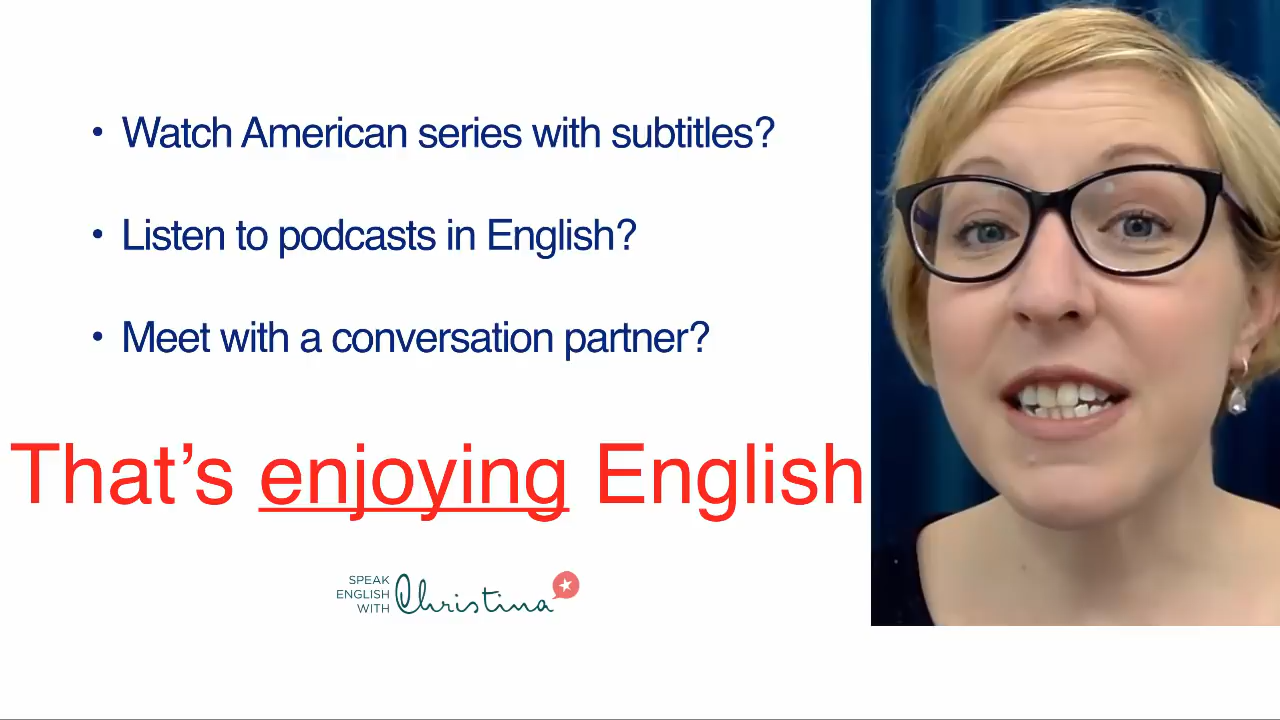 • Watch American series with subtitles?
• Listen to podcasts in English?
• Meet with a conversation partner?
That's enjoying English
SPEAK
ENGLISH
WITH Christina